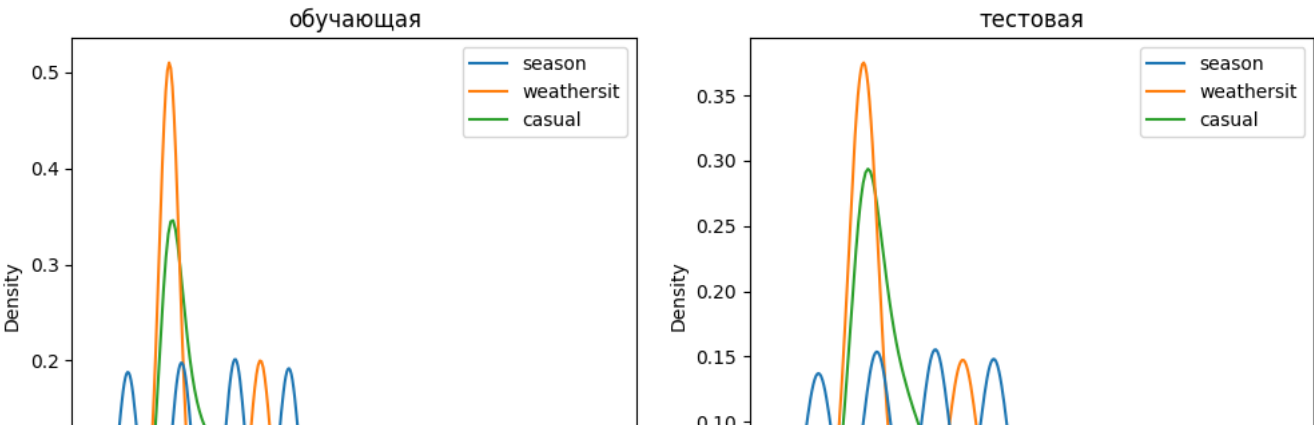 обучающая
тестовая
season
weathersit
casual
season
weathersit
casual
0.5
0.4
0.3
0.2
Density
0.35
0.30
0.25
0.20
0.15
0.10
Density